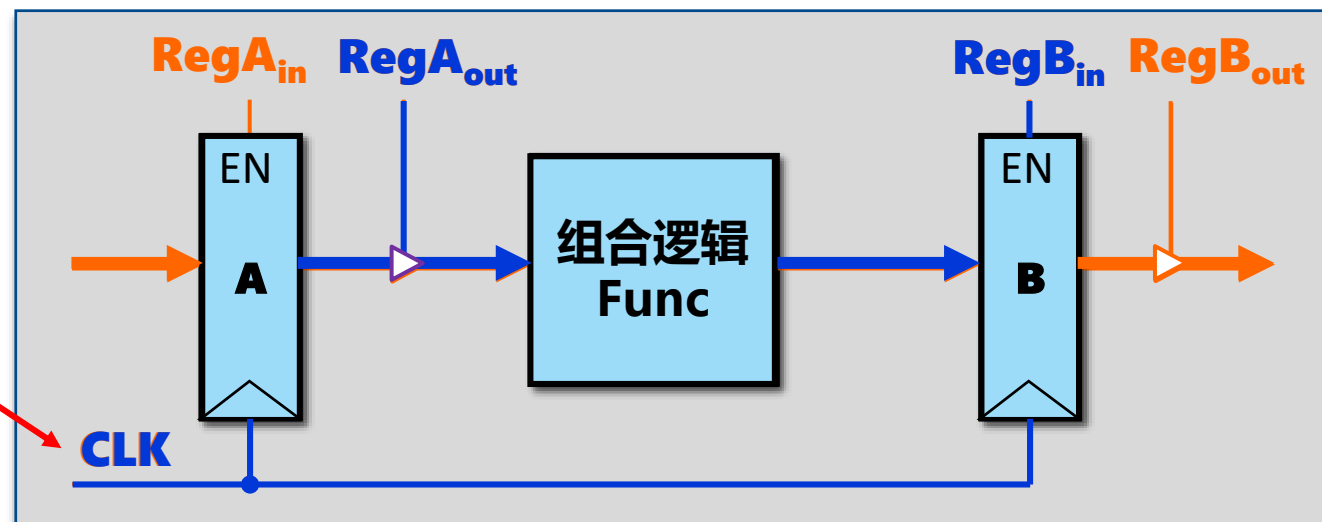 RegAin RegAout RegBin RegBout
EN EN
组合逻辑
Func
A B
CLK